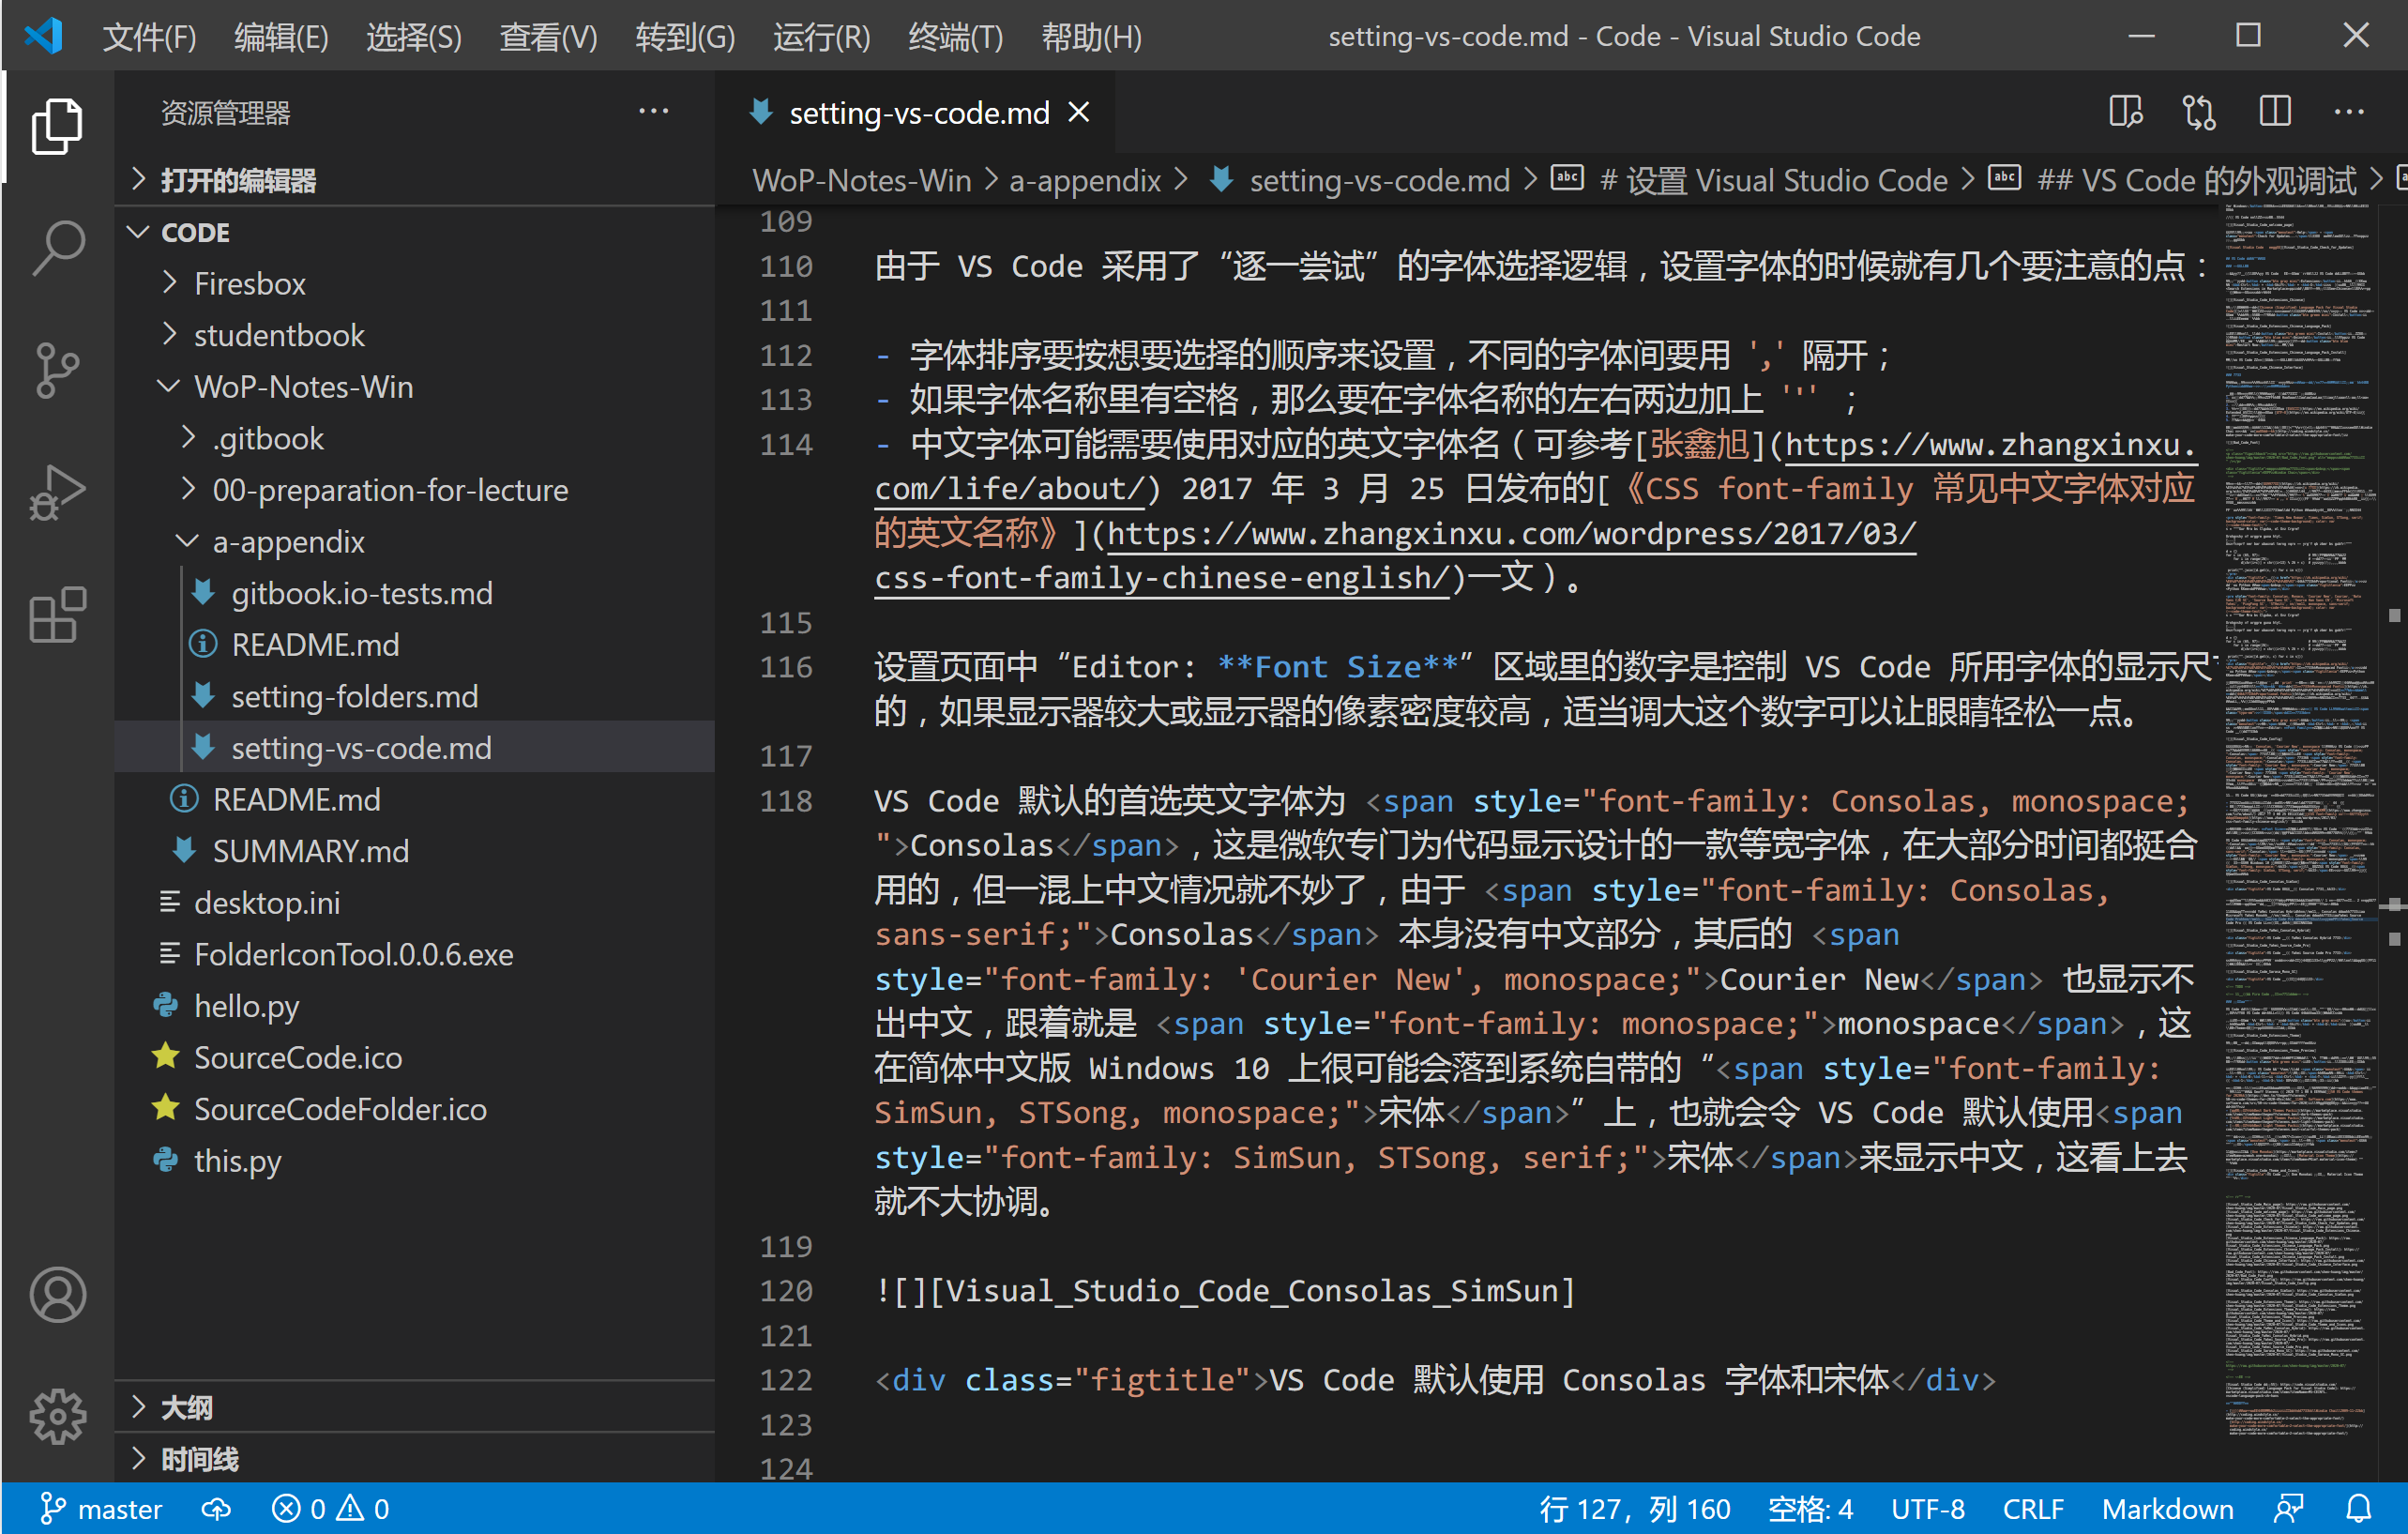 文件(F) 编辑(E) 选择(S) 查看(V) 转到(G) 运行(R) 终端(T) 帮助(H) setting-vs-code.md - Code - Visual Studio Code
资源管理器
打开的编辑器
CODE
Firesbox
studentbook
WoP-Notes-Win
.gitbook
00-preparation-for-lecture
a-appendix
gitbook.io-tests.md
README.md
setting-folders.md
setting-vs-code.md
README.md
SUMMARY.md
desktop.ini
FolderIconTool.0.0.6.exe
hello.py
SourceCode.ico
SourceCodeFolder.ico
this.py
大纲
时间线
setting-vs-code.md
WoP-Notes-Win > a-appendix > setting-vs-code.md > # 设置 Visual Studio Code > ## VS Code 的外观调试 >
109
110 由于 VS Code 采用了“逐一尝试”的字体选择逻辑，设置字体的时候就有几个要注意的点：
111
112 - 字体排序要按想要选择的顺序来设置，不同的字体间要用 ',' 隔开；
113 - 如果字体名称里有空格，那么要在字体名称的左右两边加上 ''' ；
114 - 中文字体可能需要使用对应的英文字体名（可参考[张鑫旭](https://www.zhangxinxu.
com/life/about/) 2017 年 3 月 25 日发布的[《CSS font-family 常见中文字体对应
的英文名称》](https://www.zhangxinxu.com/wordpress/2017/03/
css-font-family-chinese-english/)一文）。
115
116 设置页面中“Editor: **Font Size**”区域里的数字是控制 VS Code 所用字体的显示尺
的，如果显示器较大或显示器的像素密度较高，适当调大这个数字可以让眼睛轻松一点。
117
118 VS Code 默认的首选英文字体为 <span style="font-family: Consolas, monospace;
">Consolas</span>，这是微软专门为代码显示设计的一款等宽字体，在大部分时间都挺合
用的，但一混上中文情况就不妙了，由于 <span style="font-family: Consolas,
sans-serif;">Consolas</span> 本身没有中文部分，其后的 <span
style="font-family: 'Courier New', monospace;">Courier New</span> 也显示不
出中文，跟着就是 <span style="font-family: monospace;">monospace</span>，这
在简体中文版 Windows 10 上很可能会落到系统自带的“<span style="font-family:
SimSun, STSong, monospace;">宋体</span>”上，也就会令 VS Code 默认使用<span
style="font-family: SimSun, STSong, serif;">宋体</span>来显示中文，这看上去
就不大协调。
119
120 ![][Visual_Studio_Code_Consolas_SimSun]
121
122 <div class="figtitle">VS Code 默认使用 Consolas 字体和宋体</div>
123
124
master 0 0 行 127，列 160 空格: 4 UTF-8 CRLF Markdown